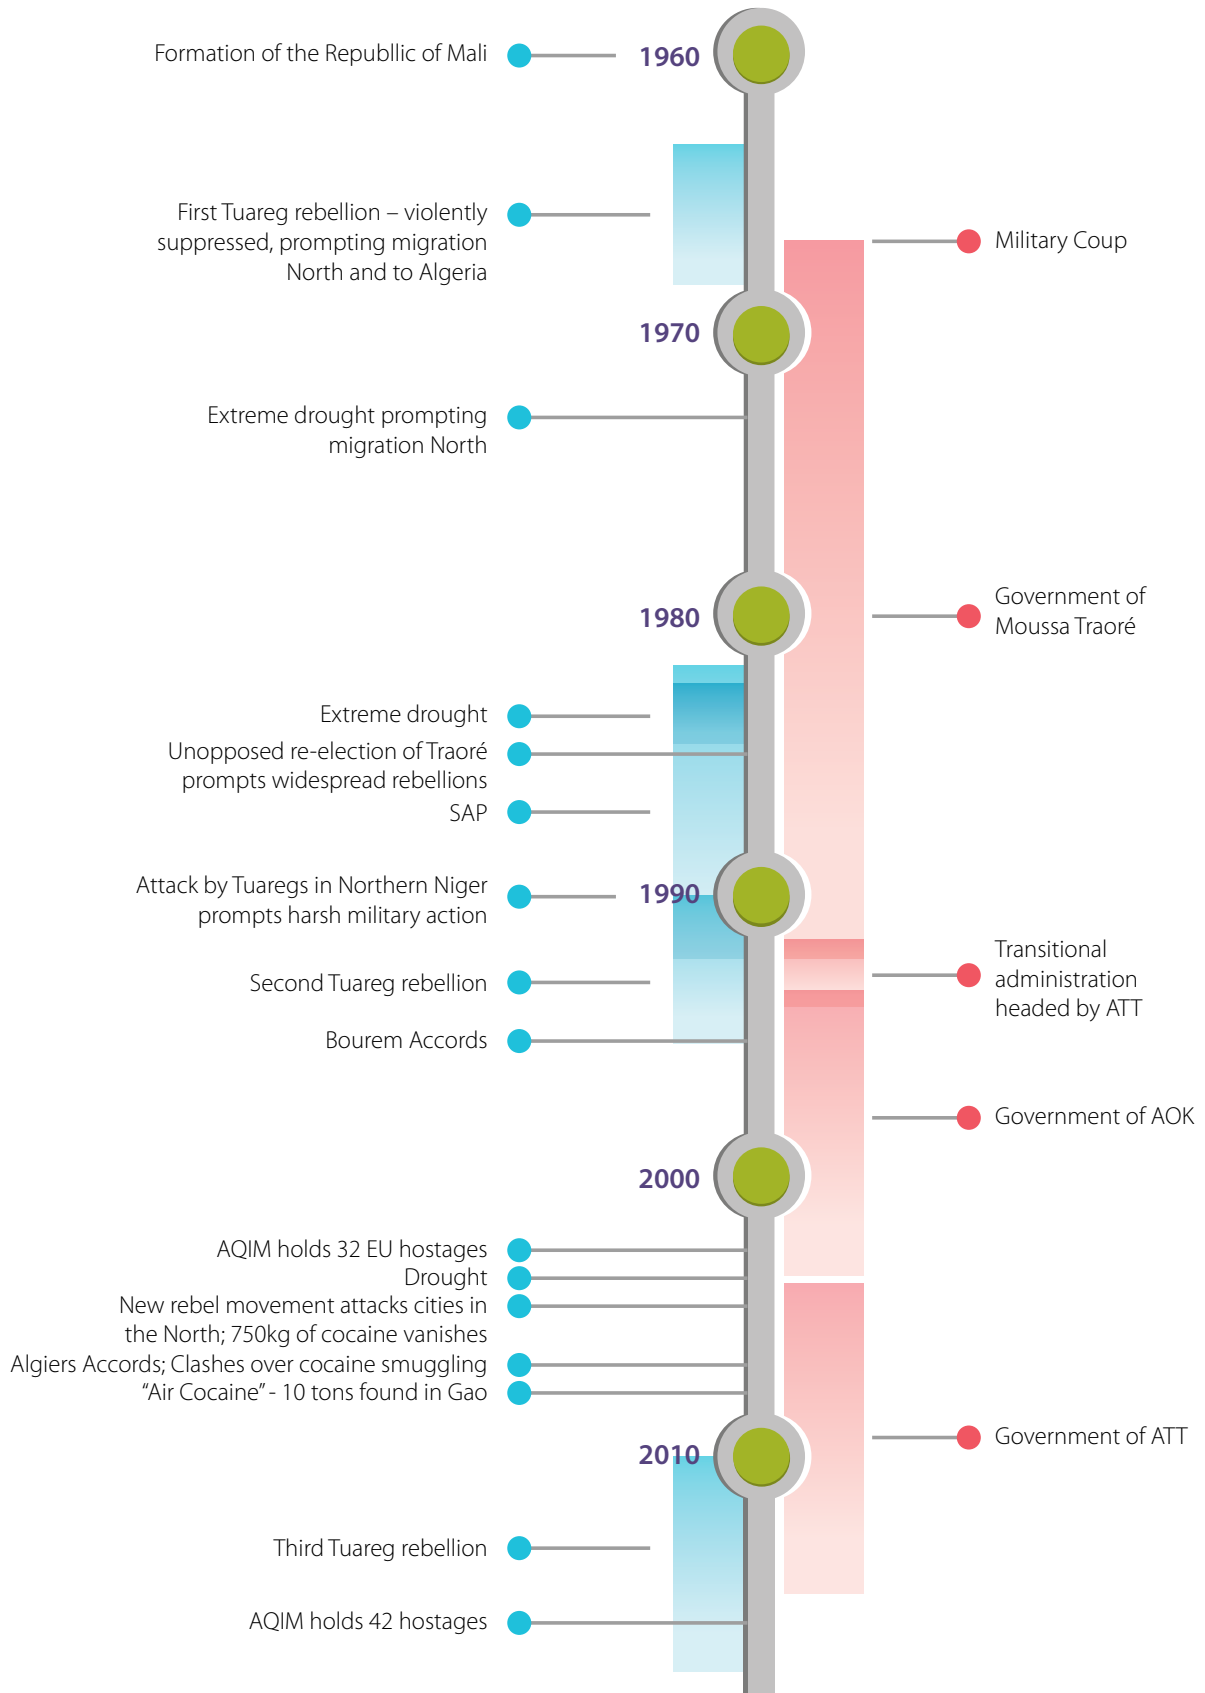 Formation of the Republlic of Mali
1960
First Tuareg rebellion – violently
suppressed, prompting migration
North and to Algeria
Military Coup
1970
Extreme drought prompting
migration North
1980
Government of
Moussa Traoré
Extreme drought
Unopposed re-election of Traoré
prompts widespread rebellions
SAP
Attack by Tuaregs in Northern Niger
prompts harsh military action
1990
Transitional
administration
headed by ATT
Second Tuareg rebellion
Bourem Accords
Government of AOK
2000
AQIM holds 32 EU hostages
Drought
New rebel movement attacks cities in
the North; 750kg of cocaine vanishes
Algiers Accords; Clashes over cocaine smuggling
“Air Cocaine” - 10 tons found in Gao
Government of ATT
2010
Third Tuareg rebellion
AQIM holds 42 hostages